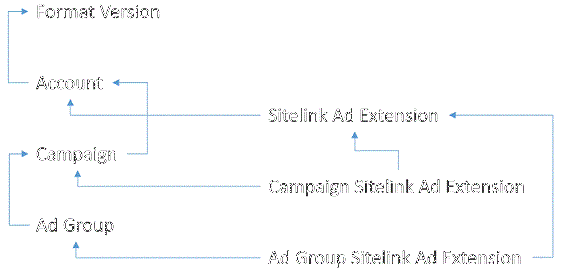 Format Version
Account
Sitelink Ad Extension
Campaign
Campaign Sitelink Ad Extension
Ad Group
Ad Group Sitelink Ad Extension